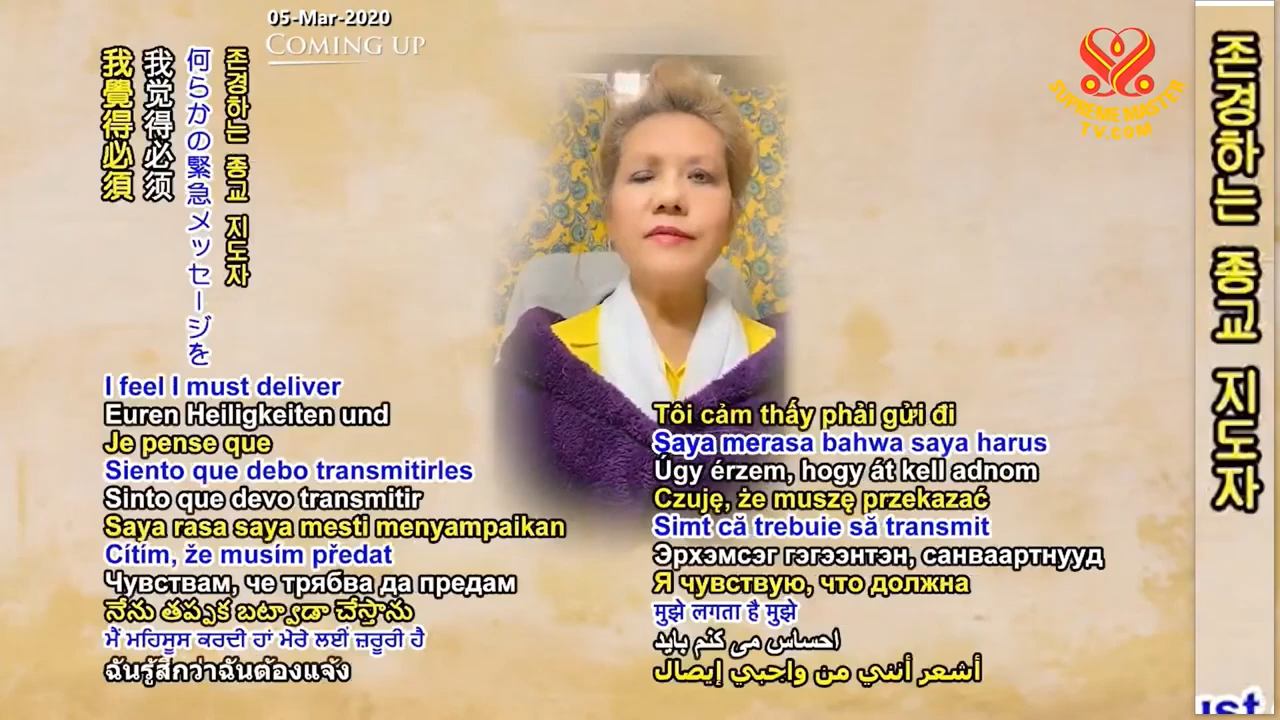 05-Mar-2020
COMING UP
SUPREME MASTER
TV.COM
존경하는 종교 지도자
何らかの緊急メッセージを
我觉得必须
我覺得必須
I feel I must deliver
Euren Heiligkeiten und
Je pense que
Siento que debo transmitirles
Sinto que devo transmitir
Saya rasa saya mesti menyampaikan
Cítím, že musím předat
Чувствам, че трябва да предам
నేను తప్పక బట్వాడా చేస్తాను
ਮੈਂ ਮਹਿਸੂਸ ਕਰਦੀ ਹਾਂ ਮੇਰੇ ਲਈਂ ਜ਼ਰੂਰੀ ਹੈ
ฉันรู้สึกว่าฉันต้องแจ้ง
Tôi cảm thấy phải gửi đi
Saya merasa bahwa saya harus
Úgy érzem, hogy át kell adnom
Czuję, że muszę przekazać
Simt că trebuie să transmit
Эрхэмсэг гэгээнтэн, санваартнууд
Я чувствую, что должна
मुझे लगता है मुझे
احساس می کنم باید
أشعر أنني من واجبي إيصال
존경하는 종교 지도자